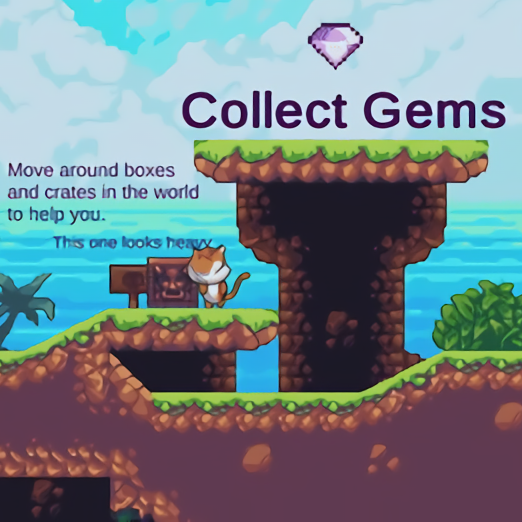 Collect Gems
Move around boxes
and crates in the world
to help you.
This one looks heavy